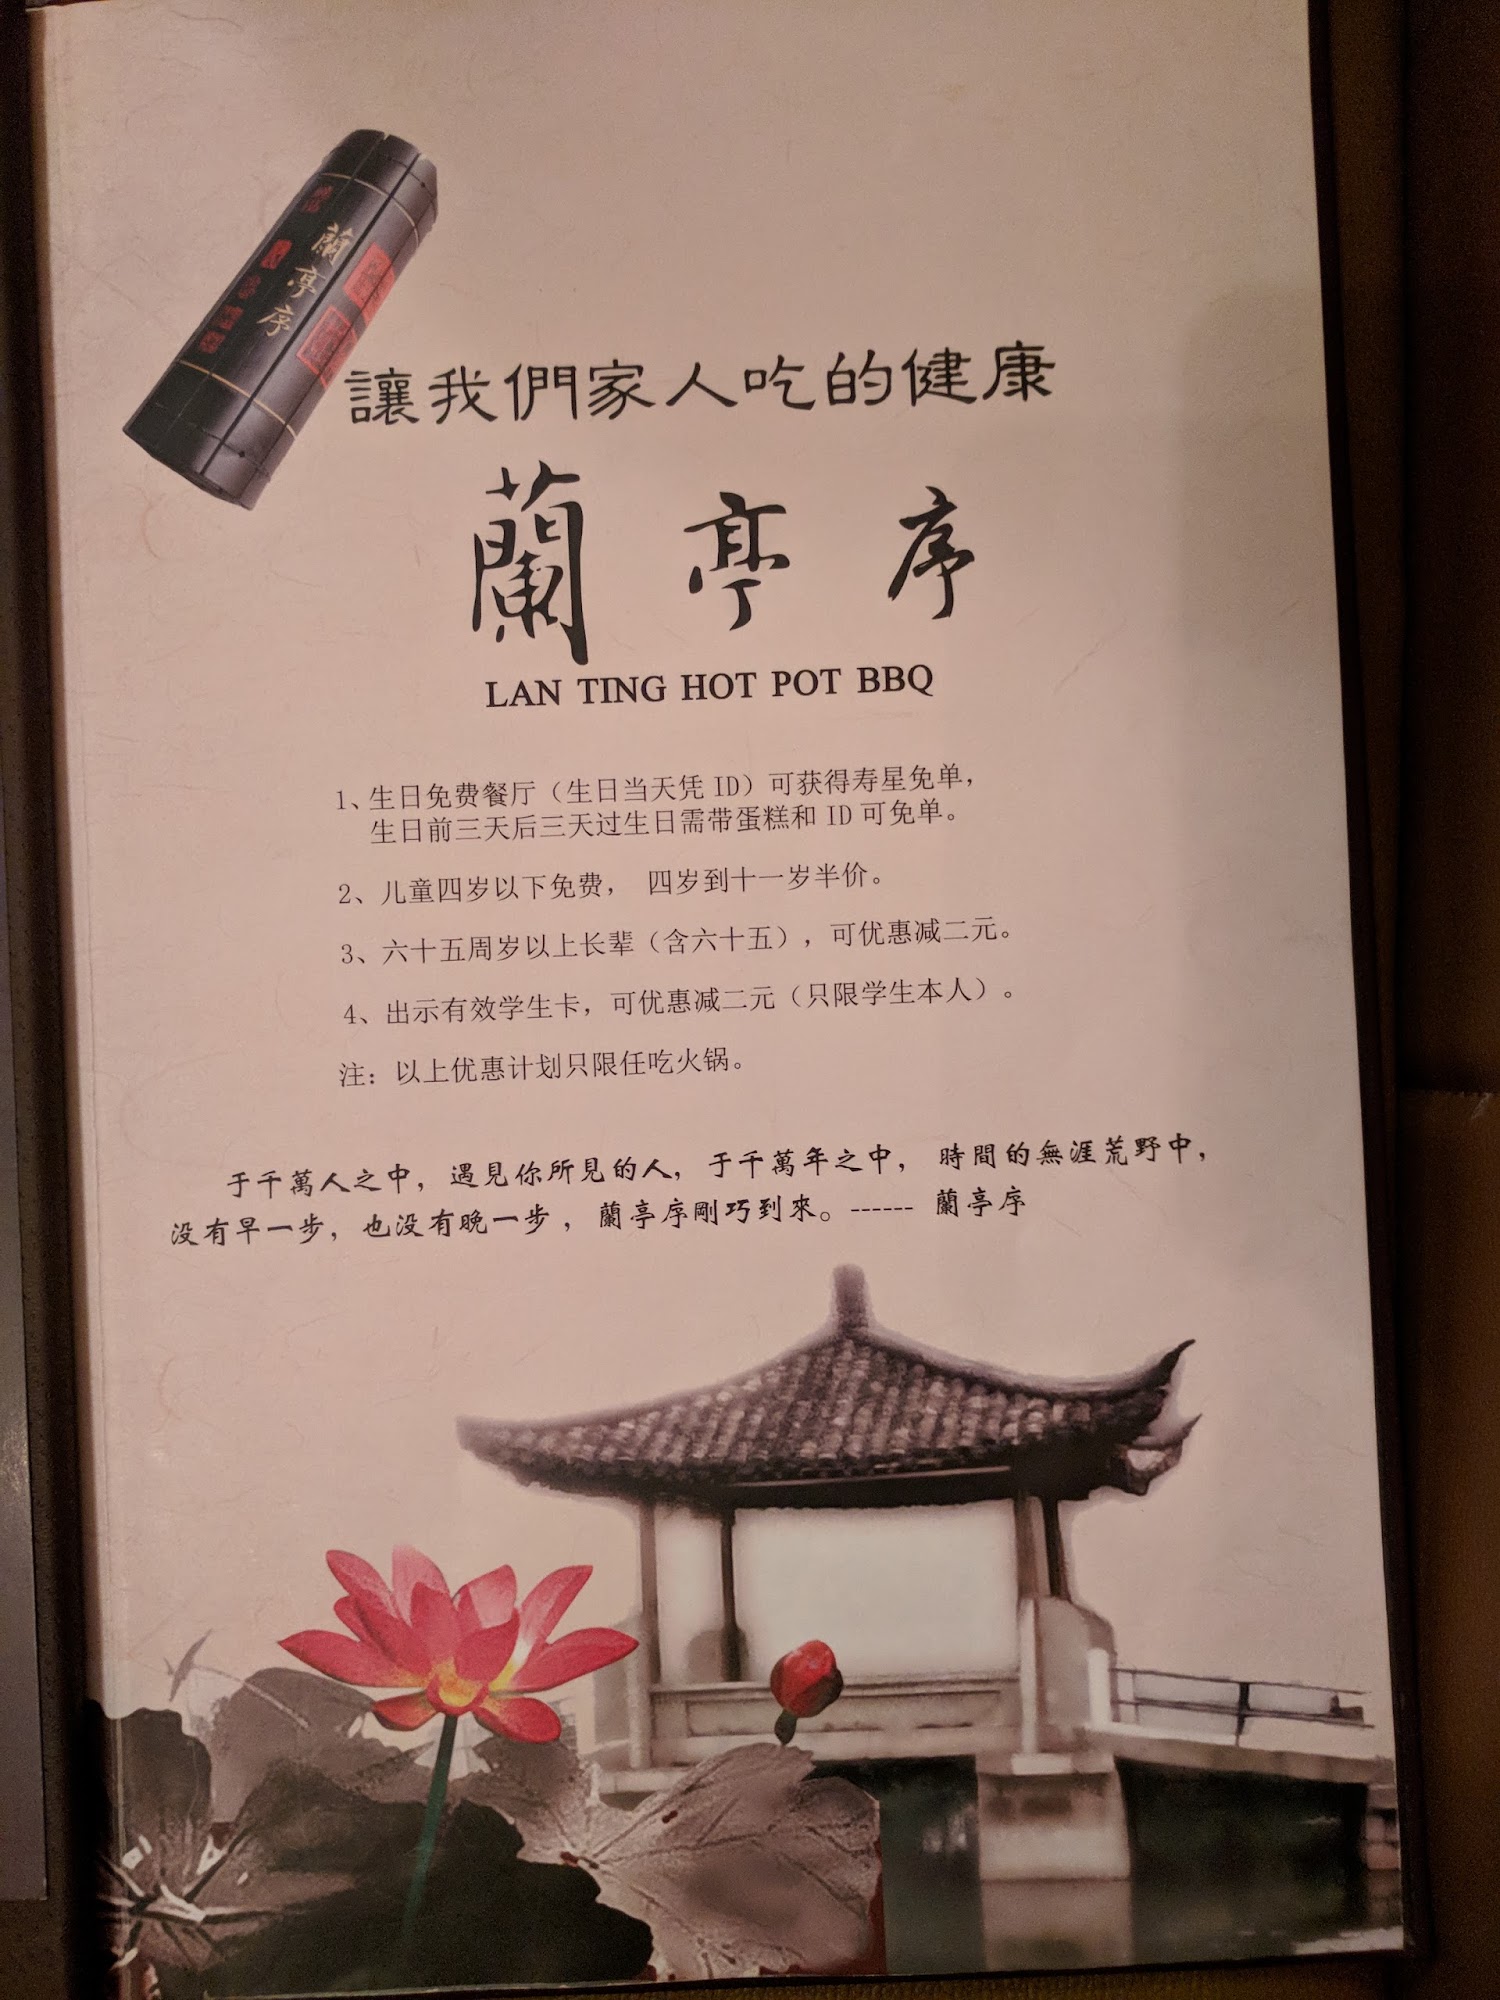 蘭亭序
讓我們家人吃的健康
蘭亭序
LAN TING HOT POT BBQ
1、生日免费餐厅（生日当天凭 ID）可获得寿星免单，
生日前三天后三天过生日需带蛋糕和 ID 可免单。
2、儿童四岁以下免费， 四岁到十一岁半价。
3、六十五周岁以上长辈（含六十五），可优惠减二元。
4、出示有效学生卡，可优惠减二元（只限学生本人）。
注：以上优惠计划只限任吃火锅。
于千萬人之中，遇見你所見的人，于千萬年之中， 時間的無涯荒野中，
没有早一步，也没有晚一步，蘭亭序剛巧到來。------ 蘭亭序